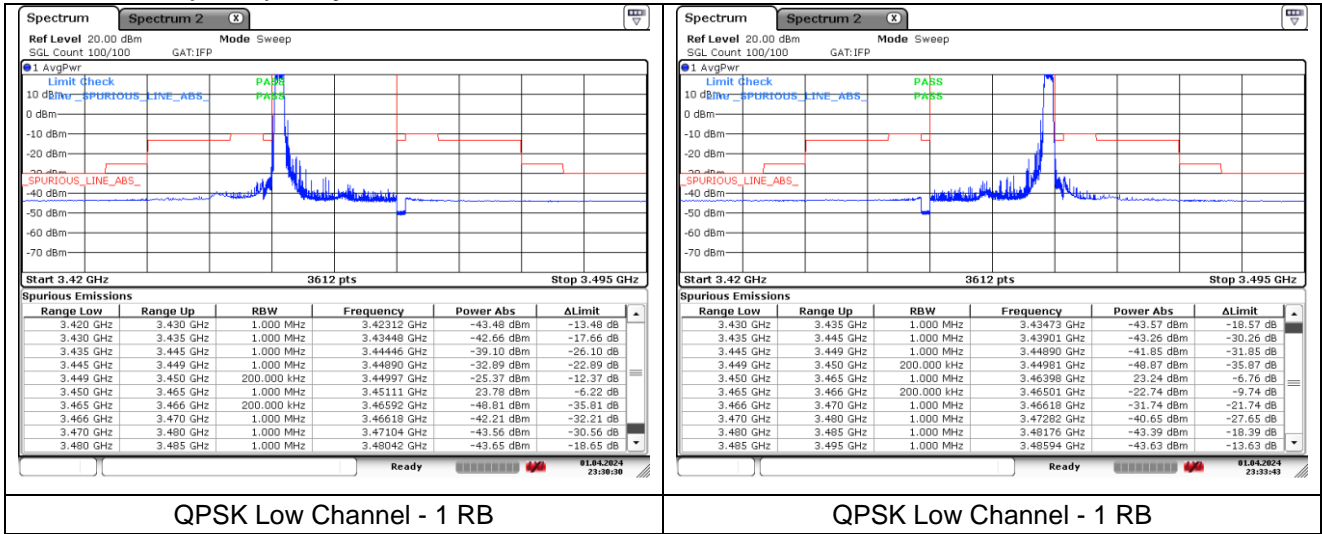 Spectrum Spectrum 2 X
Ref Level 20.00 dBm Mode Sweep
SGL Count 100/100 GAT:IFP
1 AvgPwr
Limit Check PASS
Line _SPURIOUS_LINE_ABS_ PASS
10 dBm
0 dBm
-10 dBm
-20 dBm
-30 dBm
_SPURIOUS_LINE_ABS_
-40 dBm
-50 dBm
-60 dBm
-70 dBm
Start 3.42 GHz 3612 pts Stop 3.495 GHz
Spurious Emissions
Range Low Range Up RBW Frequency Power Abs ΔLimit
3.420 GHz 3.430 GHz 1.000 MHz 3.42312 GHz -43.48 dBm -13.48 dB
3.430 GHz 3.435 GHz 1.000 MHz 3.43448 GHz -42.66 dBm -17.66 dB
3.435 GHz 3.445 GHz 1.000 MHz 3.44446 GHz -39.10 dBm -26.10 dB
3.445 GHz 3.449 GHz 1.000 MHz 3.44890 GHz -32.89 dBm -22.89 dB
3.449 GHz 3.450 GHz 200.000 kHz 3.44997 GHz -25.37 dBm -12.37 dB
3.450 GHz 3.465 GHz 1.000 MHz 3.45111 GHz 23.78 dBm -6.22 dB
3.465 GHz 3.466 GHz 200.000 kHz 3.46592 GHz -48.81 dBm -35.81 dB
3.466 GHz 3.470 GHz 1.000 MHz 3.46618 GHz -42.21 dBm -32.21 dB
3.470 GHz 3.480 GHz 1.000 MHz 3.47104 GHz -43.56 dBm -30.56 dB
3.480 GHz 3.485 GHz 1.000 MHz 3.48042 GHz -43.65 dBm -18.65 dB
Ready 01.04.2024
23:30:30
QPSK Low Channel - 1 RB
Spectrum Spectrum 2 X
Ref Level 20.00 dBm Mode Sweep
SGL Count 100/100 GAT:IFP
1 AvgPwr
Limit Check PASS
Line _SPURIOUS_LINE_ABS_ PASS
10 dBm
0 dBm
-10 dBm
-20 dBm
-30 dBm
_SPURIOUS_LINE_ABS_
-40 dBm
-50 dBm
-60 dBm
-70 dBm
Start 3.42 GHz 3612 pts Stop 3.495 GHz
Spurious Emissions
Range Low Range Up RBW Frequency Power Abs ΔLimit
3.430 GHz 3.435 GHz 1.000 MHz 3.43473 GHz -43.57 dBm -18.57 dB
3.435 GHz 3.445 GHz 1.000 MHz 3.43901 GHz -43.26 dBm -30.26 dB
3.445 GHz 3.449 GHz 1.000 MHz 3.44890 GHz -41.85 dBm -31.85 dB
3.449 GHz 3.450 GHz 200.000 kHz 3.44981 GHz -48.87 dBm -35.87 dB
3.450 GHz 3.465 GHz 1.000 MHz 3.46398 GHz 23.24 dBm -6.76 dB
3.465 GHz 3.466 GHz 200.000 kHz 3.46501 GHz -22.74 dBm -9.74 dB
3.466 GHz 3.470 GHz 1.000 MHz 3.46618 GHz -31.74 dBm -21.74 dB
3.470 GHz 3.480 GHz 1.000 MHz 3.47282 GHz -40.65 dBm -27.65 dB
3.480 GHz 3.485 GHz 1.000 MHz 3.48176 GHz -43.39 dBm -18.39 dB
3.485 GHz 3.495 GHz 1.000 MHz 3.48594 GHz -43.63 dBm -13.63 dB
Ready 01.04.2024
23:33:43
QPSK Low Channel - 1 RB